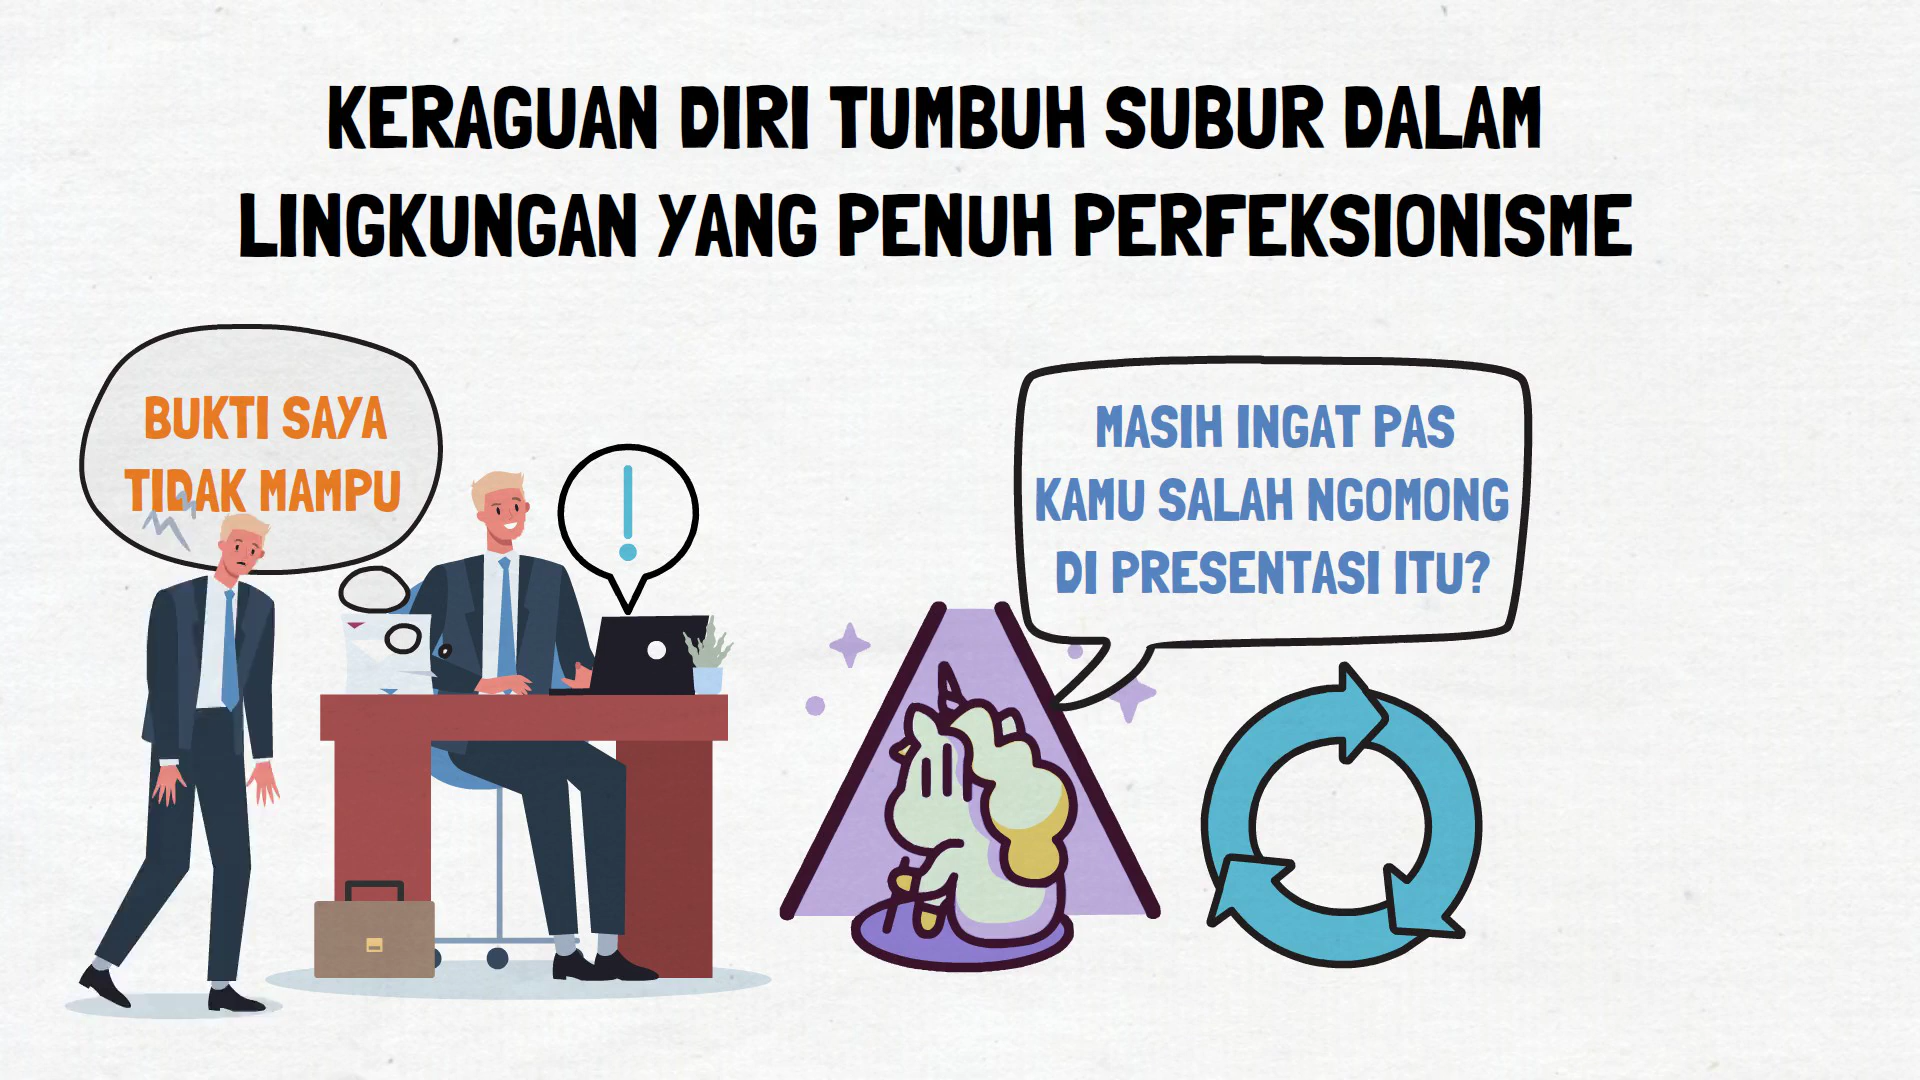 KERAGUAN DIRI TUMBUH SUBUR DALAM
LINGKUNGAN YANG PENUH PERFEKSIONISME
BUKTI SAYA
TIDAK MAMPU
!
MASIH INGAT PAS
KAMU SALAH NGOMONG
DI PRESENTASI ITU?